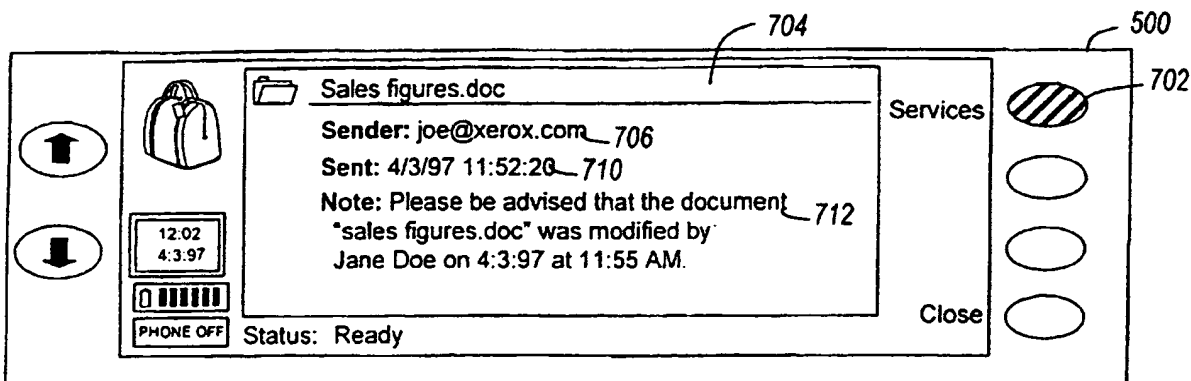 704
500
702
Sales figures.doc
Services
Sender: joe@xerox.com 706
Sent: 4/3/97 11:52:20 710
Note: Please be advised that the document 712
"sales figures.doc" was modified by
Jane Doe on 4:3:97 at 11:55 AM.
12:02
4:3:97
Close
PHONE OFF
Status: Ready